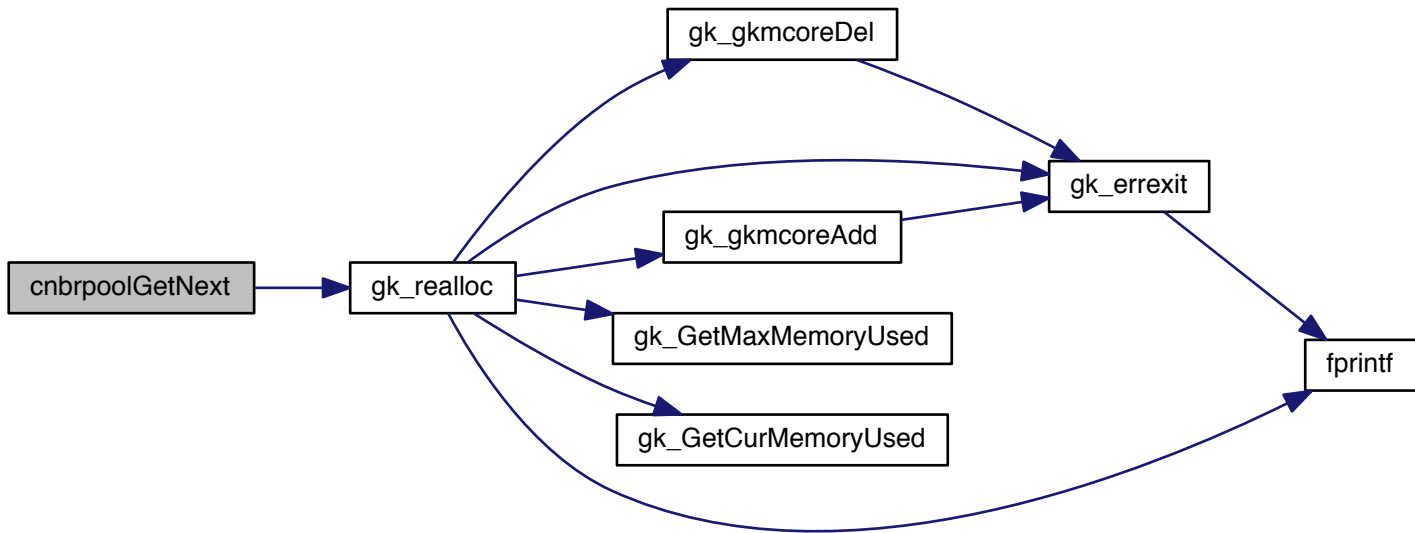 gk_gkmcoreDel
gk_errexit
gk_gkmcoreAdd
cnbrpoolGetNext
gk_realloc
gk_GetMaxMemoryUsed
fprintf
gk_GetCurMemoryUsed